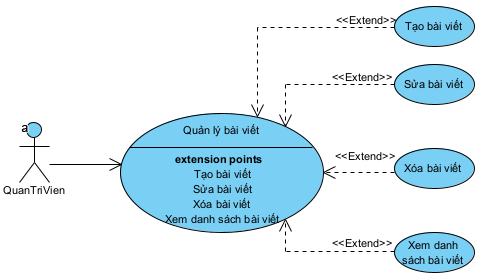 <<Extend>>
Tạo bài viết
<<Extend>>
Sửa bài viết
a
QuanTriVien
Quản lý bài viết
extension points
Tạo bài viết
Sửa bài viết
Xóa bài viết
Xem danh sách bài viết
<<Extend>>
Xóa bài viết
<<Extend>>
Xem danh
sách bài viết